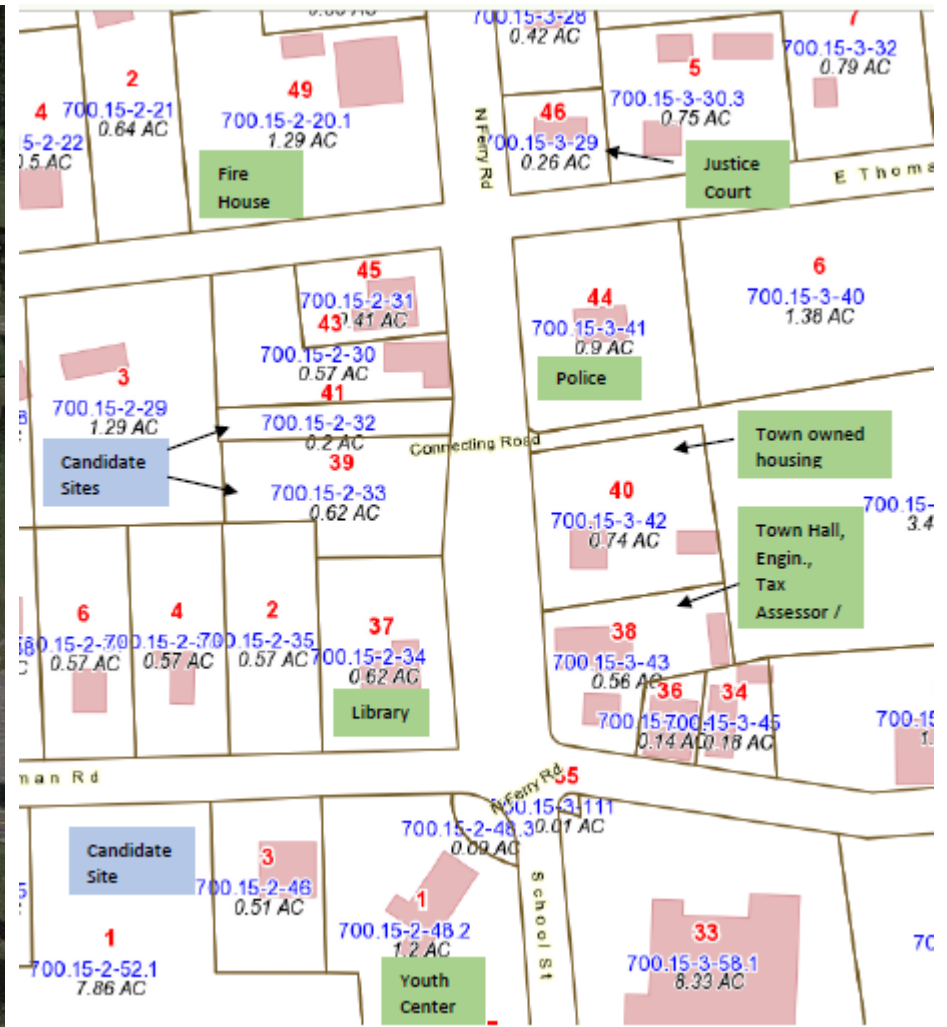 700.15-3-28
0.42 AC
7
700.15-3-32
0.79 AC
2
700.15-2-21
0.64 AC
4
5-2-22
0.5 AC
49
700.15-2-20.1
1.29 AC
Fire
House
N Ferry Rd
46
700.15-3-29
0.26 AC
5
700.15-3-30.3
0.75 AC
Justice
Court
E Thoma
45
700.15-2-31
0.41 AC
43
700.15-2-30
0.57 AC
41
700.15-2-32
0.2 AC
39
700.15-2-33
0.62 AC
3
700.15-2-29
1.29 AC
Candidate
Sites
44
700.15-3-41
0.9 AC
Police
6
700.15-3-40
1.38 AC
Connecting Road
Town owned
housing
40
700.15-3-42
0.74 AC
700.15-
3.4
Town Hall,
Engin.,
Tax
Assessor /
6
0.57 AC
4
0.57 AC
2
700.15-2-35
0.57 AC
37
700.15-2-34
0.62 AC
Library
38
700.15-3-43
0.56 AC
36
0.14 AC
34
700.15-3-45
0.18 AC
man Rd
N Ferry Rd
0.01 AC
700.15-2-48.3
0.09 AC
Candidate
Site
3
700.15-2-46
0.51 AC
1
700.15-2-52.1
7.86 AC
1
700.15-2-48.2
1.2 AC
Youth
Center
School St
33
700.15-3-58.1
8.33 AC
70